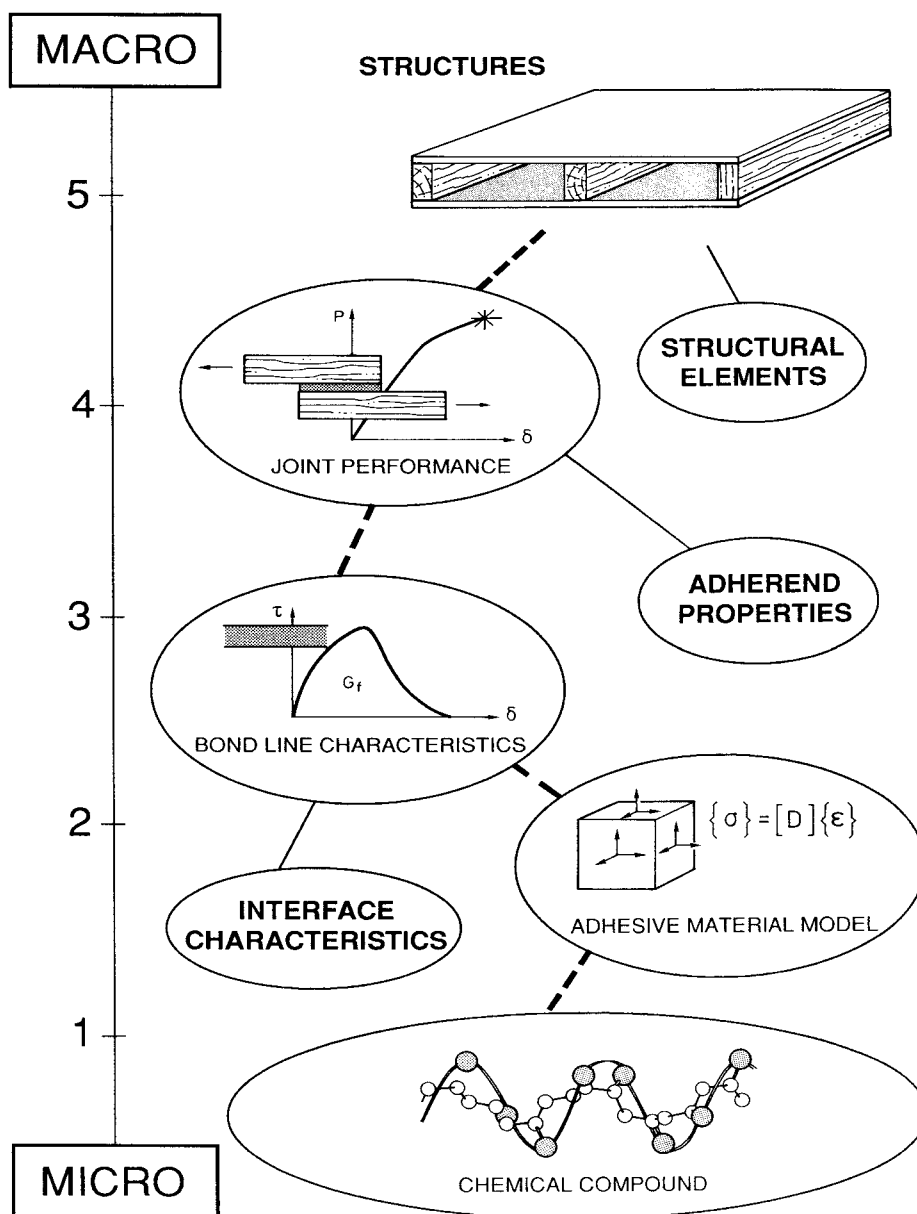 MACRO
STRUCTURES
5
STRUCTURAL
ELEMENTS
P
δ
JOINT PERFORMANCE
4
ADHEREND
PROPERTIES
3
τ
G_f
δ
BOND LINE CHARACTERISTICS
2
{σ} = [D]{ε}
ADHESIVE MATERIAL MODEL
INTERFACE
CHARACTERISTICS
1
CHEMICAL COMPOUND
MICRO